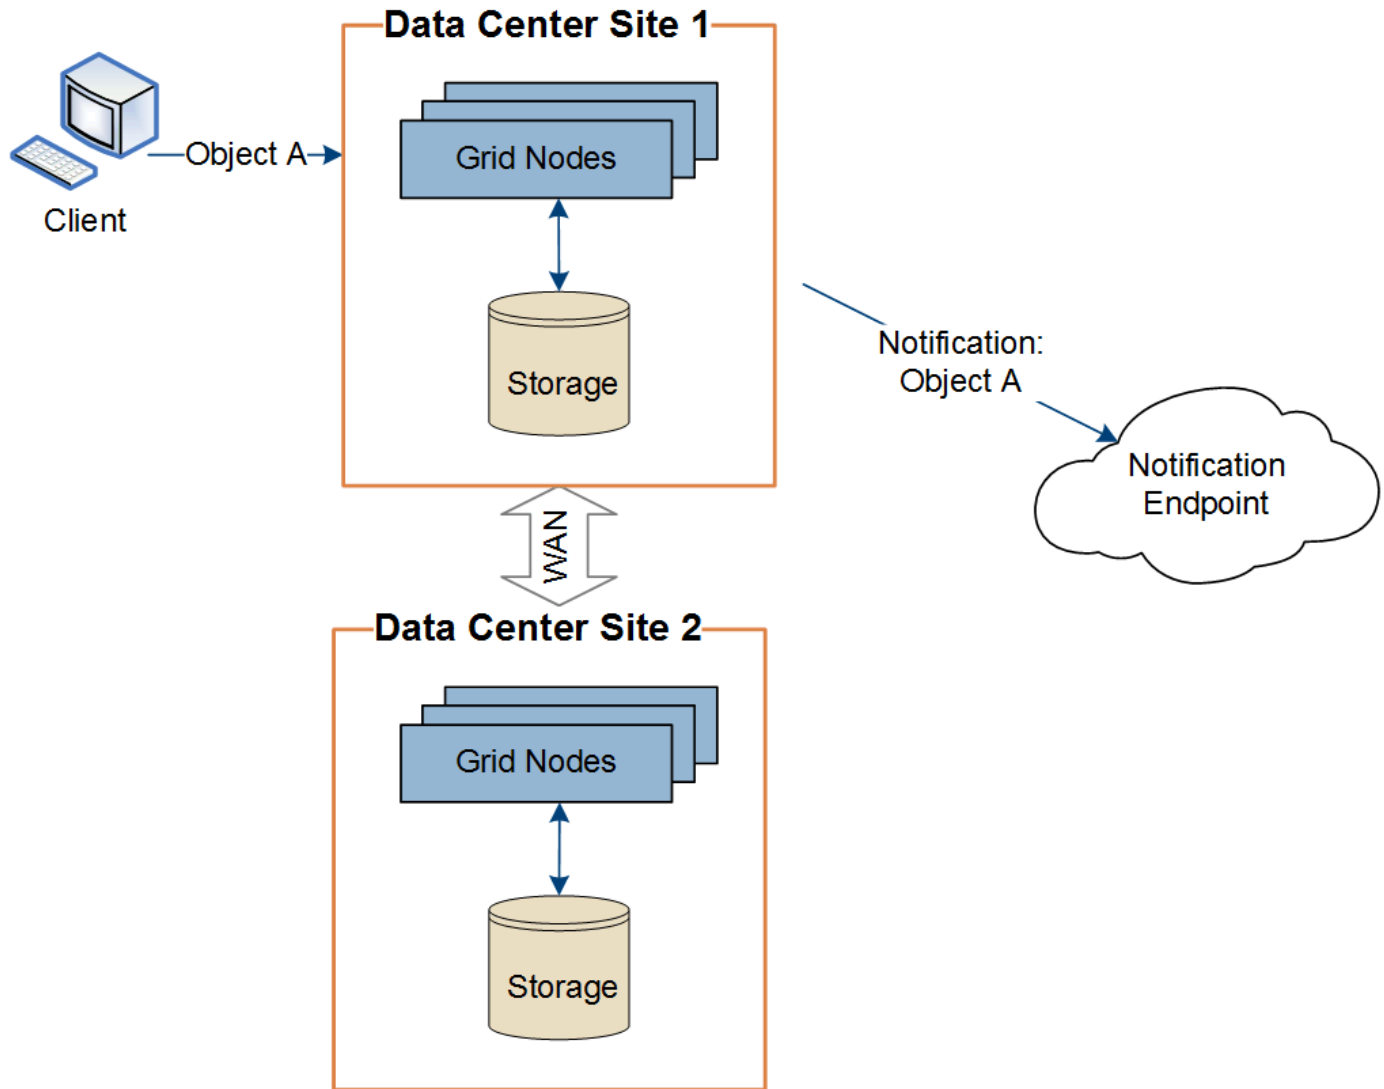 Data Center Site 1
Grid Nodes
Object A
Client
Storage
Notification:
Object A
Notification
Endpoint
WAN
Data Center Site 2
Grid Nodes
Storage